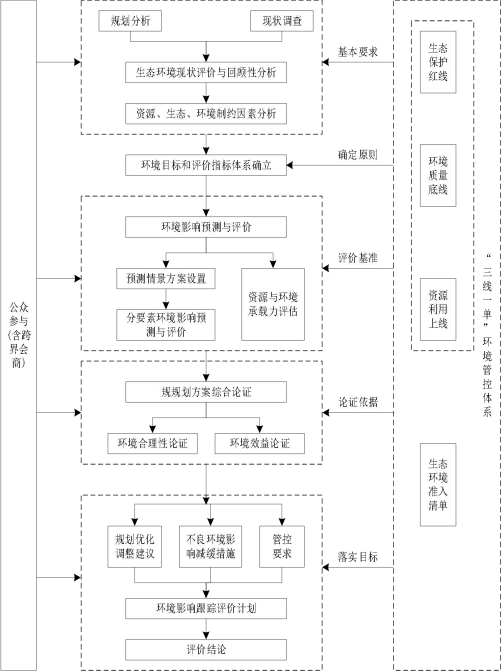 规划分析
现状调查
生态环境现状评价与回顾性分析
资源、生态、环境制约因素分析
基本要求
生态
保护
红线
环境目标和评价指标体系确立
确定原则
环境
质量
底线
环境影响预测与评价
预测情景方案设置
分要素环境影响预
测与评价
资源与环境
承载力评估
评价基准
资源
利用
上线
公众
参与
(含跨
界会
商)
“三线一单”环境管控体系
规规划方案综合论证
环境合理性论证
环境效益论证
论证依据
生态
环境
准入
清单
规划优化
调整建议
不良环境影
响减缓措施
管控
要求
落实目标
环境影响跟踪评价计划
评价结论